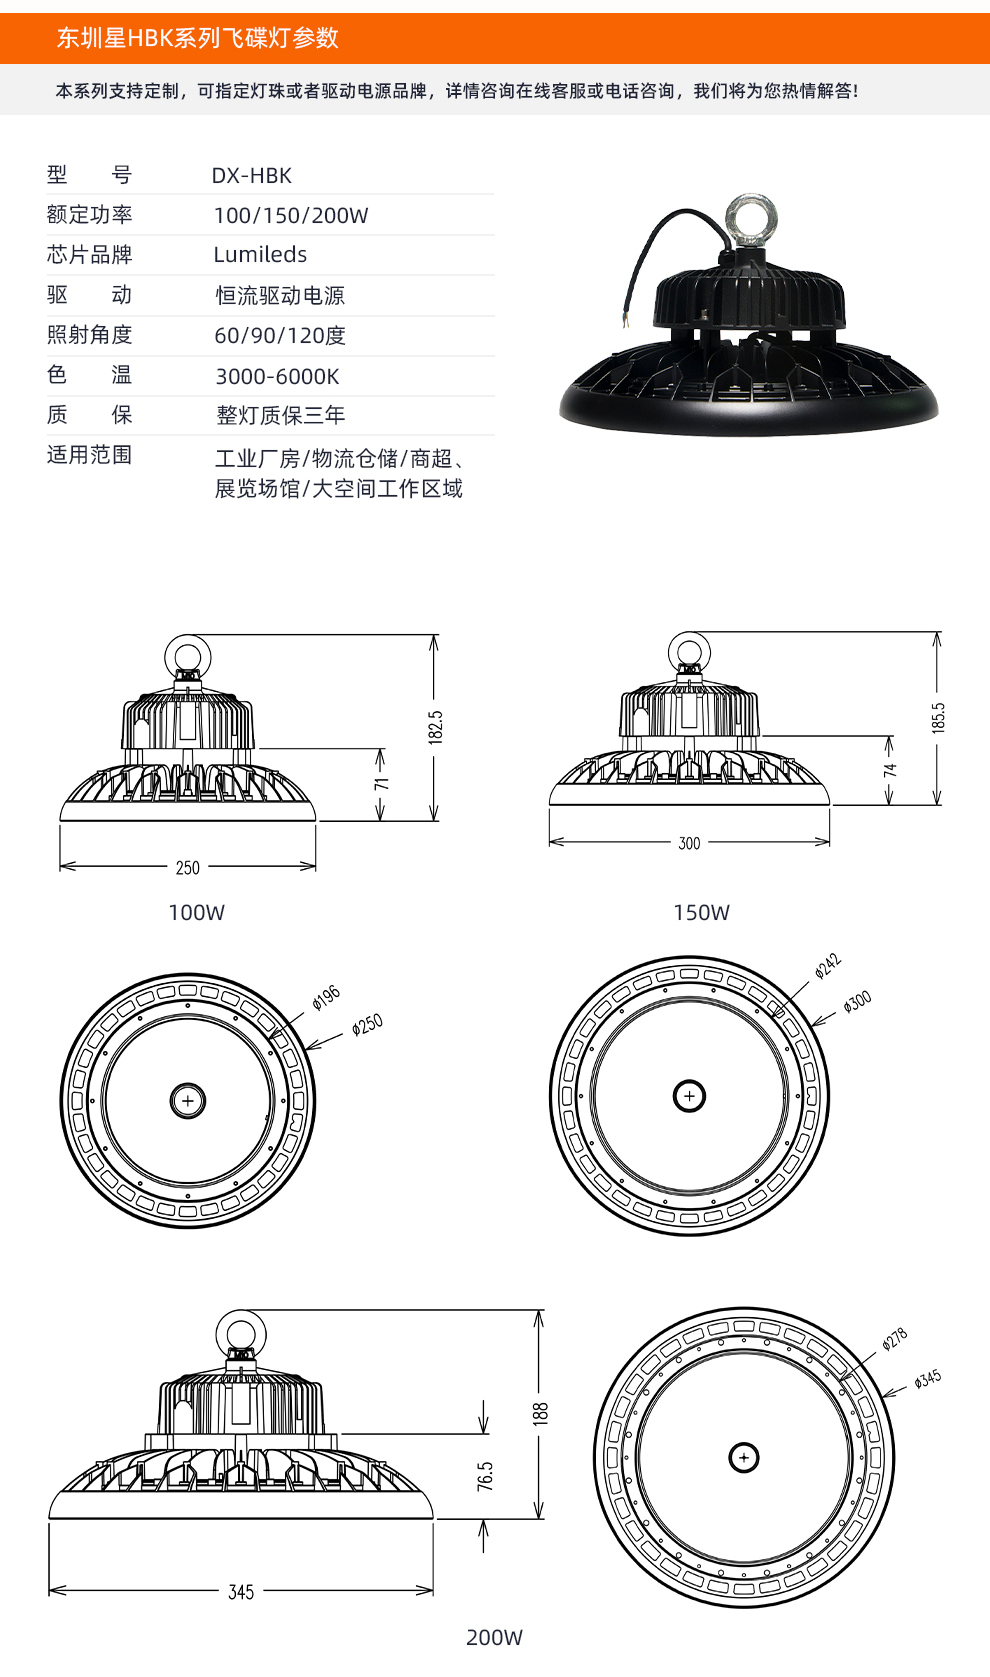 东圳星HBK系列飞碟灯参数
本系列支持定制，可指定灯珠或者驱动电源品牌，详情咨询在线客服或电话咨询，我们将为您热情解答!
型 号 DX-HBK
额定功率 100/150/200W
芯片品牌 Lumileds
驱 动 恒流驱动电源
照射角度 60/90/120度
色 温 3000-6000K
质 保 整灯质保三年
适用范围 工业厂房/物流仓储/商超、
展览场馆/大空间工作区域
182.5
71
250
100W
185.5
74
300
150W
ϕ196
ϕ250
ϕ242
ϕ300
188
76.5
345
ϕ278
ϕ345
200W